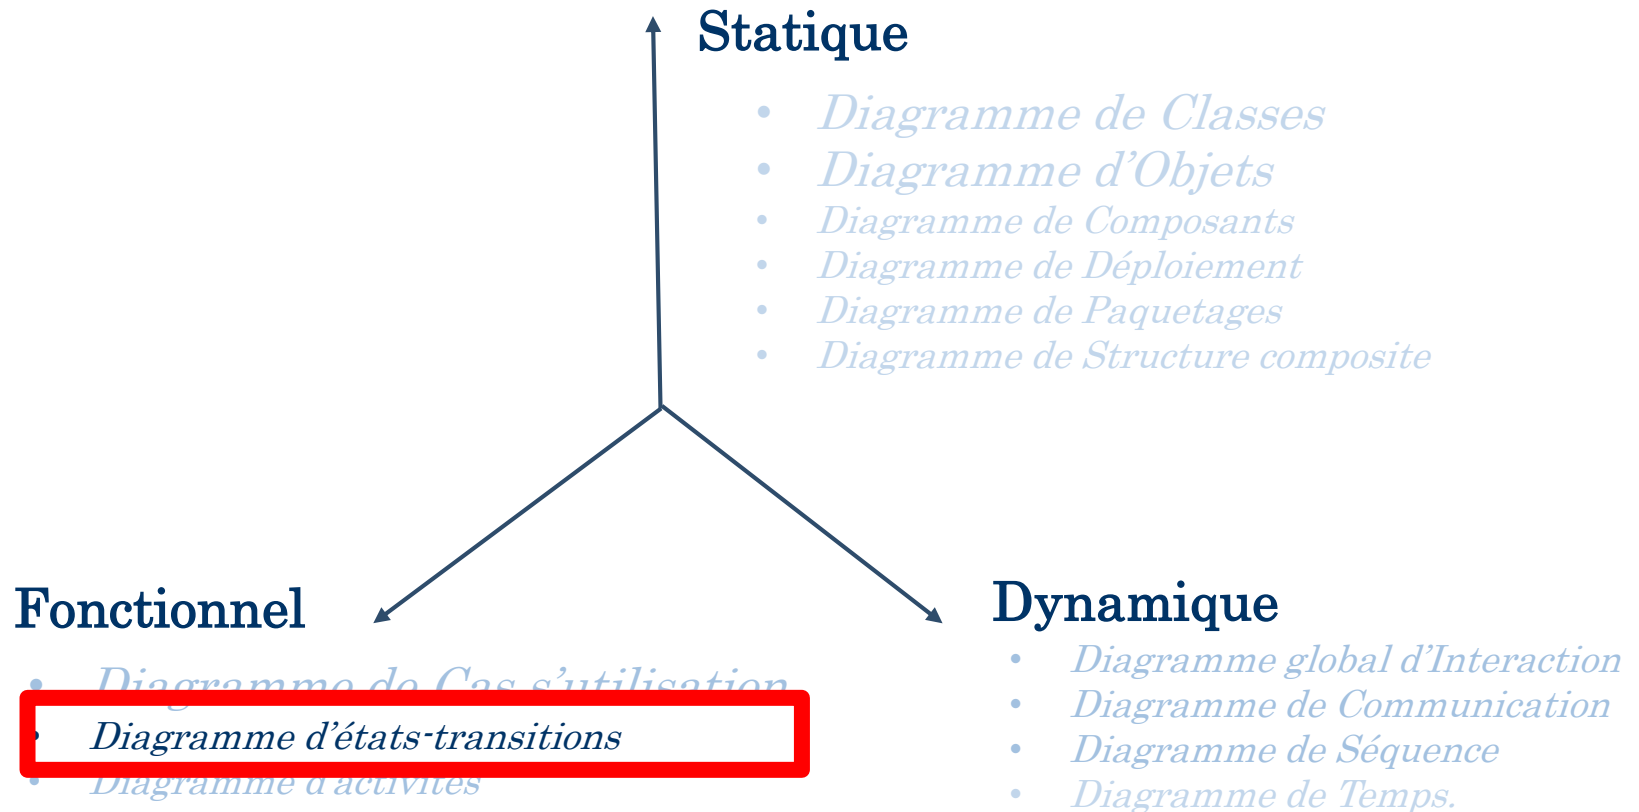 Statique
• Diagramme de Classes
• Diagramme d’Objets
• Diagramme de Composants
• Diagramme de Déploiement
• Diagramme de Paquetages
• Diagramme de Structure composite
Fonctionnel
• Diagramme de Cas s’utilisation
• Diagramme d’états-transitions
• Diagramme d’activités
Dynamique
• Diagramme global d’Interaction
• Diagramme de Communication
• Diagramme de Séquence
• Diagramme de Temps.